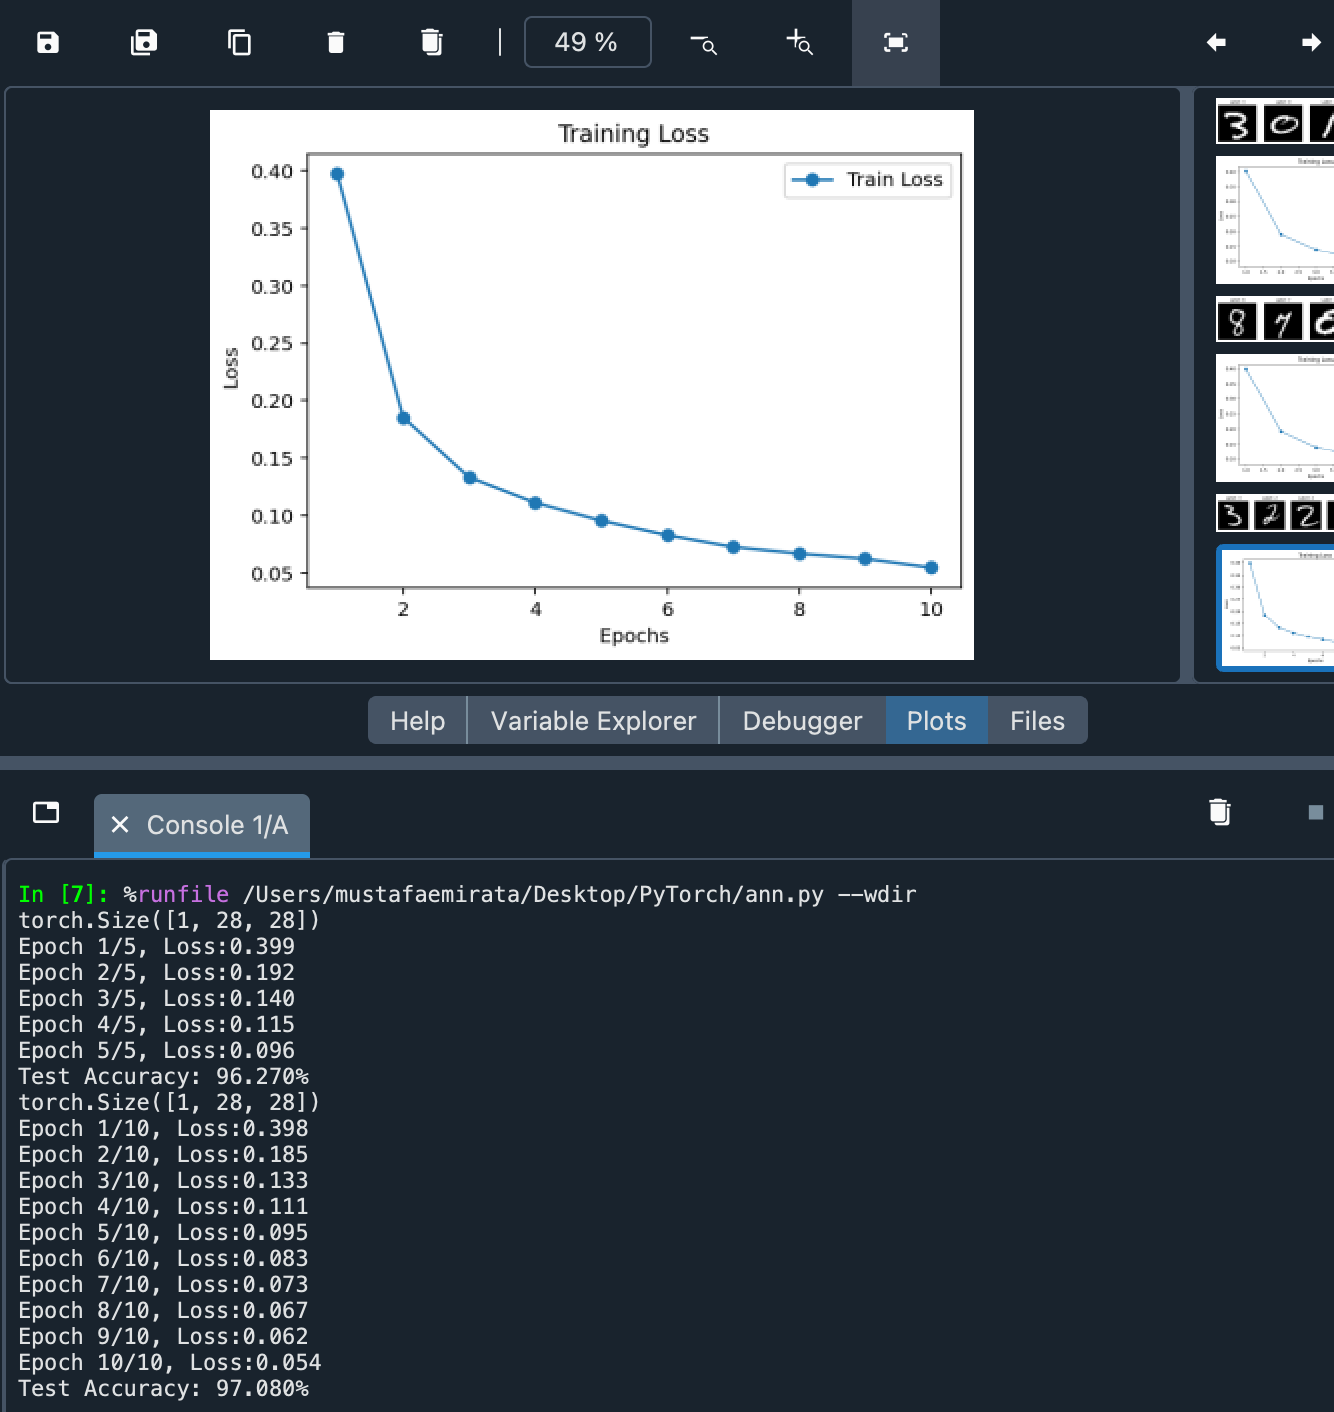 49 %
Training Loss
Train Loss
0.40
0.35
0.30
0.25
0.20
0.15
0.10
0.05
Loss
2 4 6 8 10
Epochs
Help Variable Explorer Debugger Plots Files
Console 1/A
In [7]: %runfile /Users/mustafaemirata/Desktop/PyTorch/ann.py --wdir
torch.Size([1, 28, 28])
Epoch 1/5, Loss:0.399
Epoch 2/5, Loss:0.192
Epoch 3/5, Loss:0.140
Epoch 4/5, Loss:0.115
Epoch 5/5, Loss:0.096
Test Accuracy: 96.270%
torch.Size([1, 28, 28])
Epoch 1/10, Loss:0.398
Epoch 2/10, Loss:0.185
Epoch 3/10, Loss:0.133
Epoch 4/10, Loss:0.111
Epoch 5/10, Loss:0.095
Epoch 6/10, Loss:0.083
Epoch 7/10, Loss:0.073
Epoch 8/10, Loss:0.067
Epoch 9/10, Loss:0.062
Epoch 10/10, Loss:0.054
Test Accuracy: 97.080%